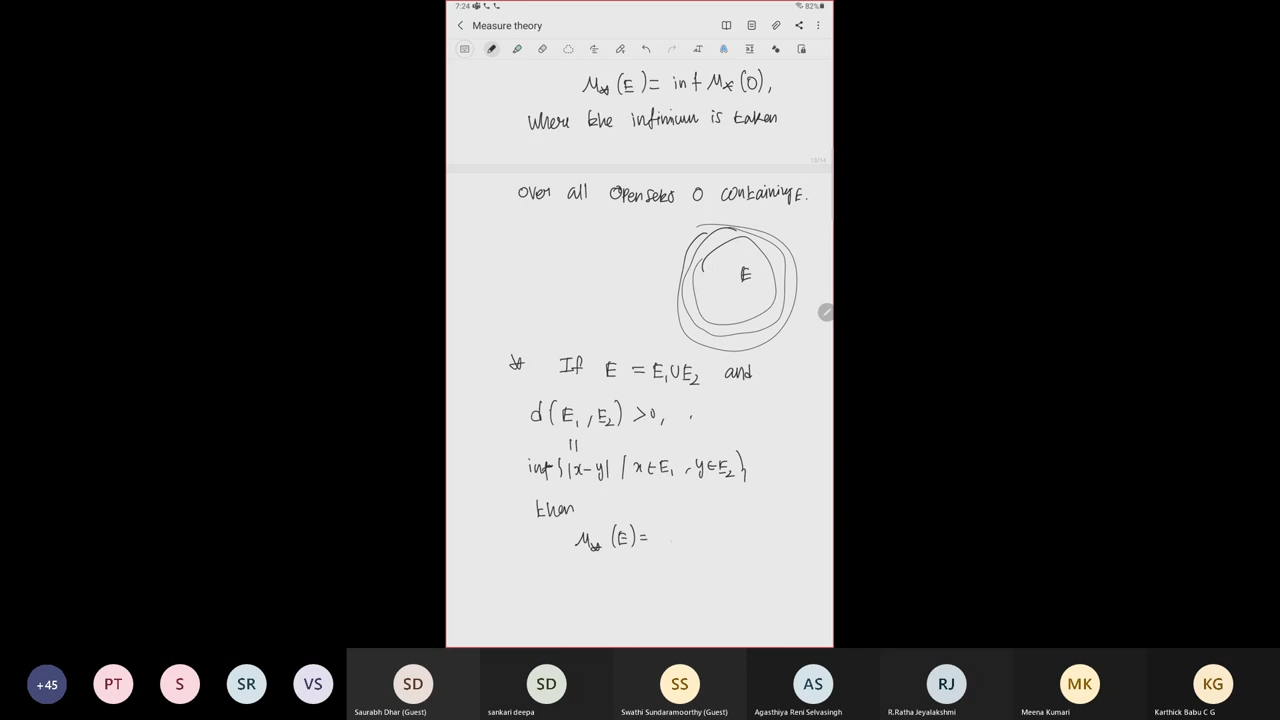 7:24
82%
Measure theory
μ* (E) = inf μ* (O),
where the infimum is taken
13/14
over all open sets O containing E.
E
* If E = E₁∪E₂ and
d(E₁, E₂) >0,
||
inf{|x-y| / x∈E₁, y∈E₂}
then
μ* (E) =
+45
PT
S
SR
VS
SD
SD
SS
AS
RJ
MK
KG
Saurabh Dhar (Guest)
sankari deepa
Swathi Sundaramoorthy (Guest)
Agasthiya Reni Selvasingh
R.Ratha Jeyalakshmi
Meena Kumari
Karthick Babu C G